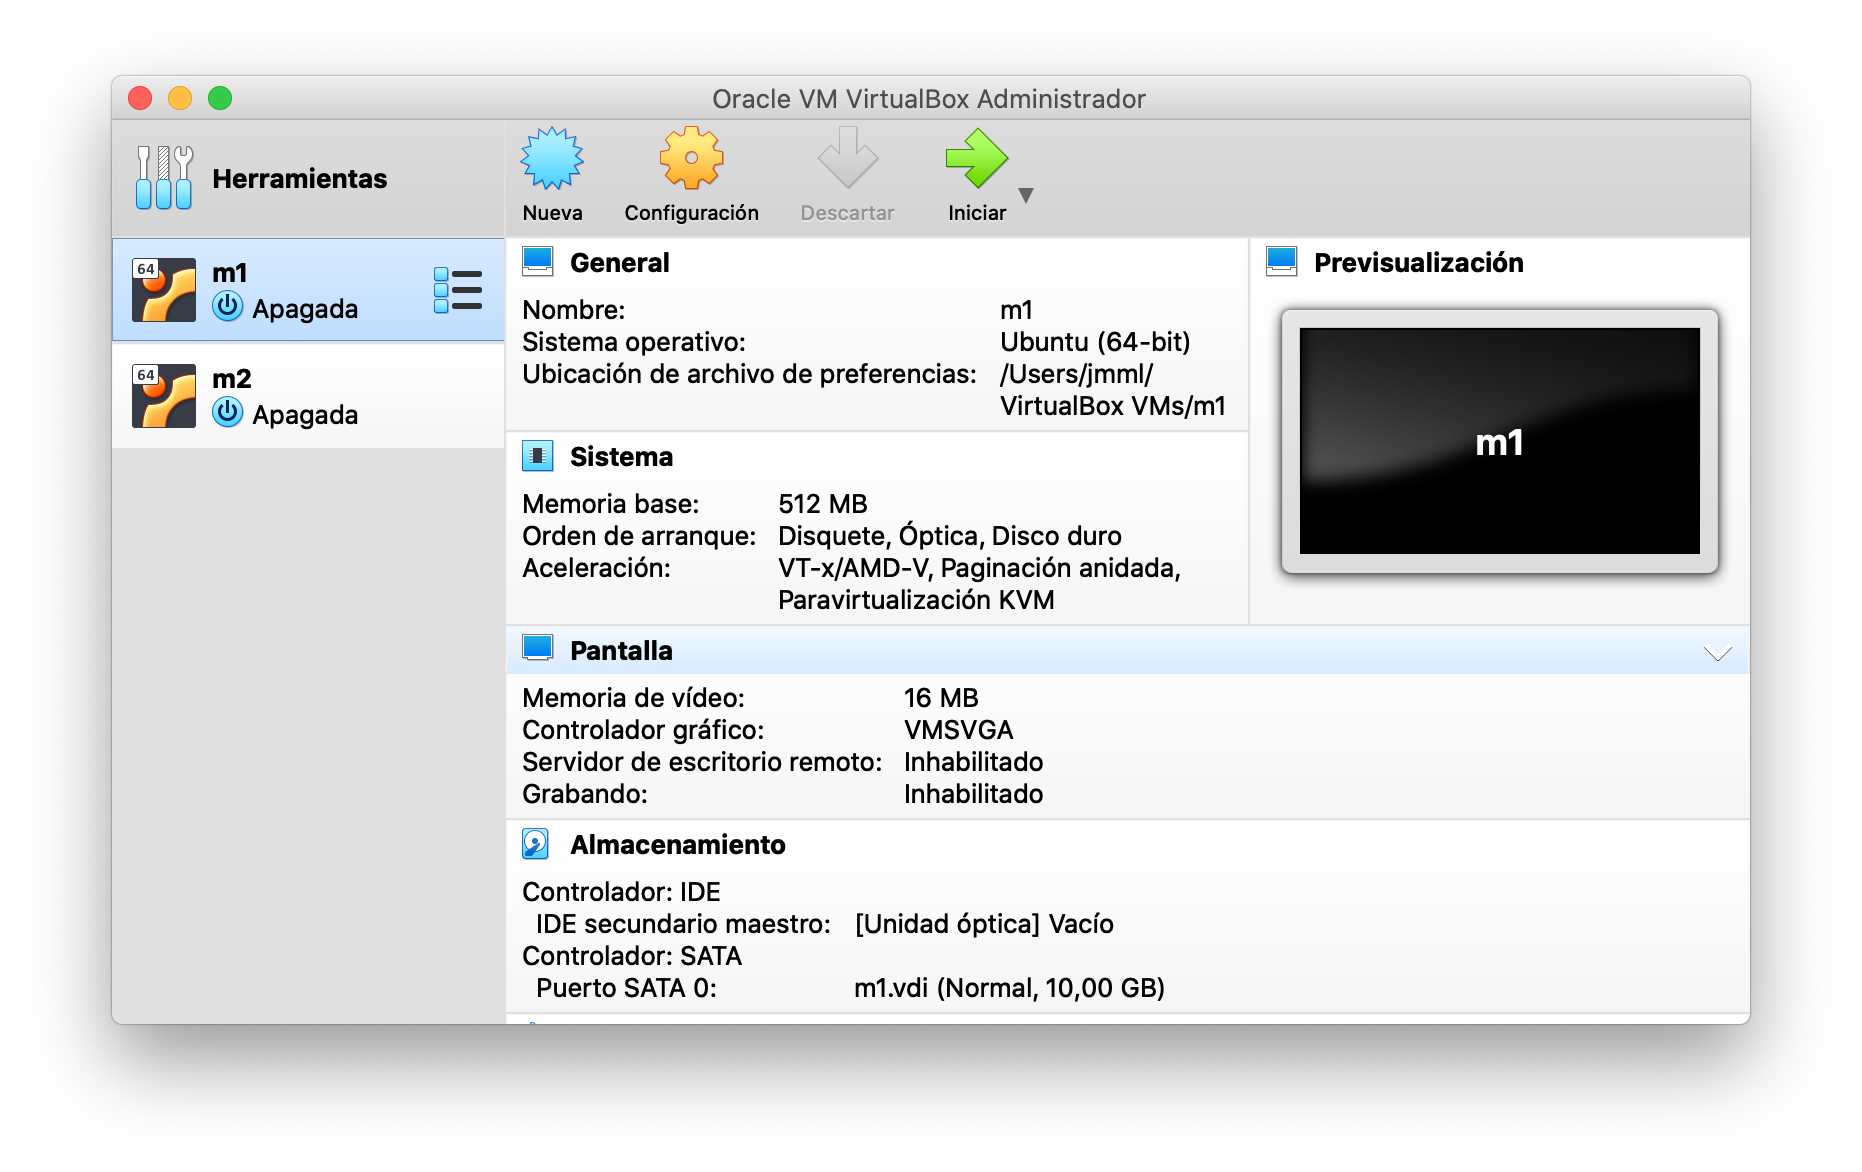 Oracle VM VirtualBox Administrador
Herramientas
Nueva
Configuración
Descartar
Iniciar
64
m1
Apagada
64
m2
Apagada
General
Nombre: m1
Sistema operativo: Ubuntu (64-bit)
Ubicación de archivo de preferencias: /Users/jmml/
VirtualBox VMs/m1
Previsualización
m1
Sistema
Memoria base: 512 MB
Orden de arranque: Disquete, Óptica, Disco duro
Aceleración: VT-x/AMD-V, Paginación anidada,
Paravirtualización KVM
Pantalla
Memoria de vídeo: 16 MB
Controlador gráfico: VMSVGA
Servidor de escritorio remoto: Inhabilitado
Grabando: Inhabilitado
Almacenamiento
Controlador: IDE
IDE secundario maestro: [Unidad óptica] Vacío
Controlador: SATA
Puerto SATA 0: m1.vdi (Normal, 10,00 GB)